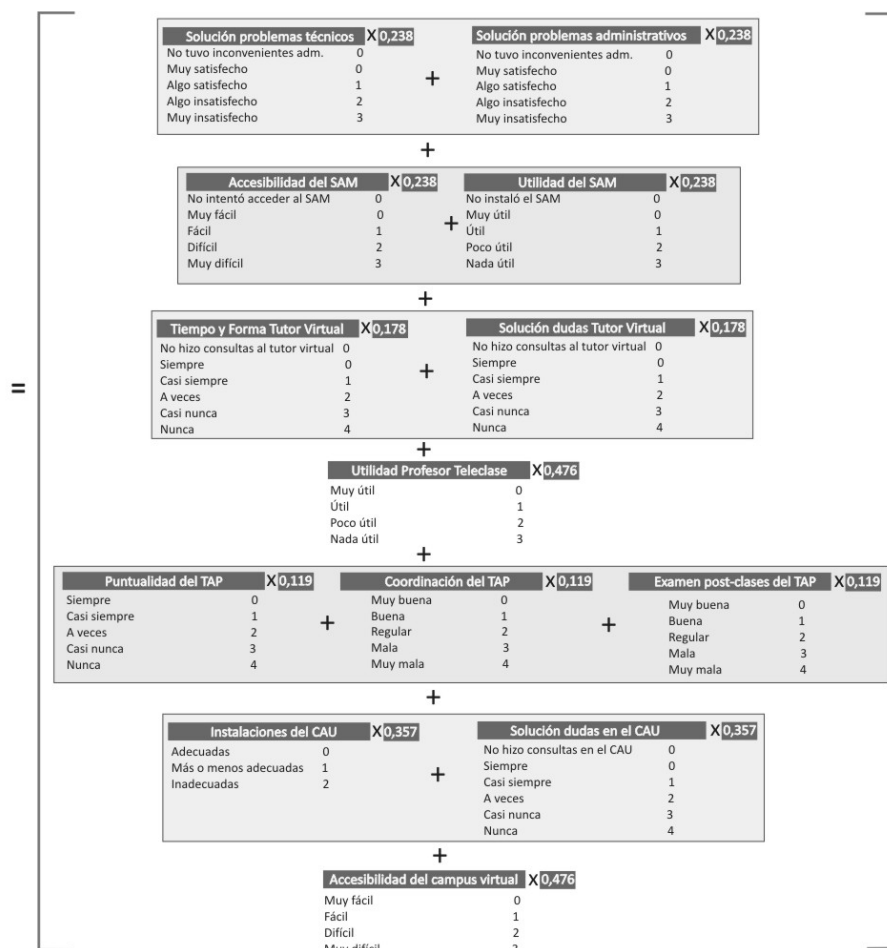 Solución problemas técnicos X 0,238
No tuvo inconvenientes adm. 0
Muy satisfecho 0
Algo satisfecho 1
Algo insatisfecho 2
Muy insatisfecho 3
+
Solución problemas administrativos X 0,238
No tuvo inconvenientes adm. 0
Muy satisfecho 0
Algo satisfecho 1
Algo insatisfecho 2
Muy insatisfecho 3
+
Accesibilidad del SAM X 0,238
No intentó acceder al SAM 0
Muy fácil 0
Fácil 1
Difícil 2
Muy difícil 3
+
Utilidad del SAM X 0,238
No instaló el SAM 0
Muy útil 0
Útil 1
Poco útil 2
Nada útil 3
+
Tiempo y Forma Tutor Virtual X 0,178
No hizo consultas al tutor virtual 0
Siempre 0
Casi siempre 1
A veces 2
Casi nunca 3
Nunca 4
+
Solución dudas Tutor Virtual X 0,178
No hizo consultas al tutor virtual 0
Siempre 0
Casi siempre 1
A veces 2
Casi nunca 3
Nunca 4
=
+
Utilidad Profesor Teleclase X 0,476
Muy útil 0
Útil 1
Poco útil 2
Nada útil 3
+
Puntualidad del TAP X 0,119
Siempre 0
Casi siempre 1
A veces 2
Casi nunca 3
Nunca 4
+
Coordinación del TAP X 0,119
Muy buena 0
Buena 1
Regular 2
Mala 3
Muy mala 4
+
Examen post-clases del TAP X 0,119
Muy buena 0
Buena 1
Regular 2
Mala 3
Muy mala 4
+
Instalaciones del CAU X 0,357
Adecuadas 0
Más o menos adecuadas 1
Inadecuadas 2
+
Solución dudas en el CAU X 0,357
No hizo consultas en el CAU 0
Siempre 0
Casi siempre 1
A veces 2
Casi nunca 3
Nunca 4
+
Accesibilidad del campus virtual X 0,476
Muy fácil 0
Fácil 1
Difícil 2
Muy difícil 3